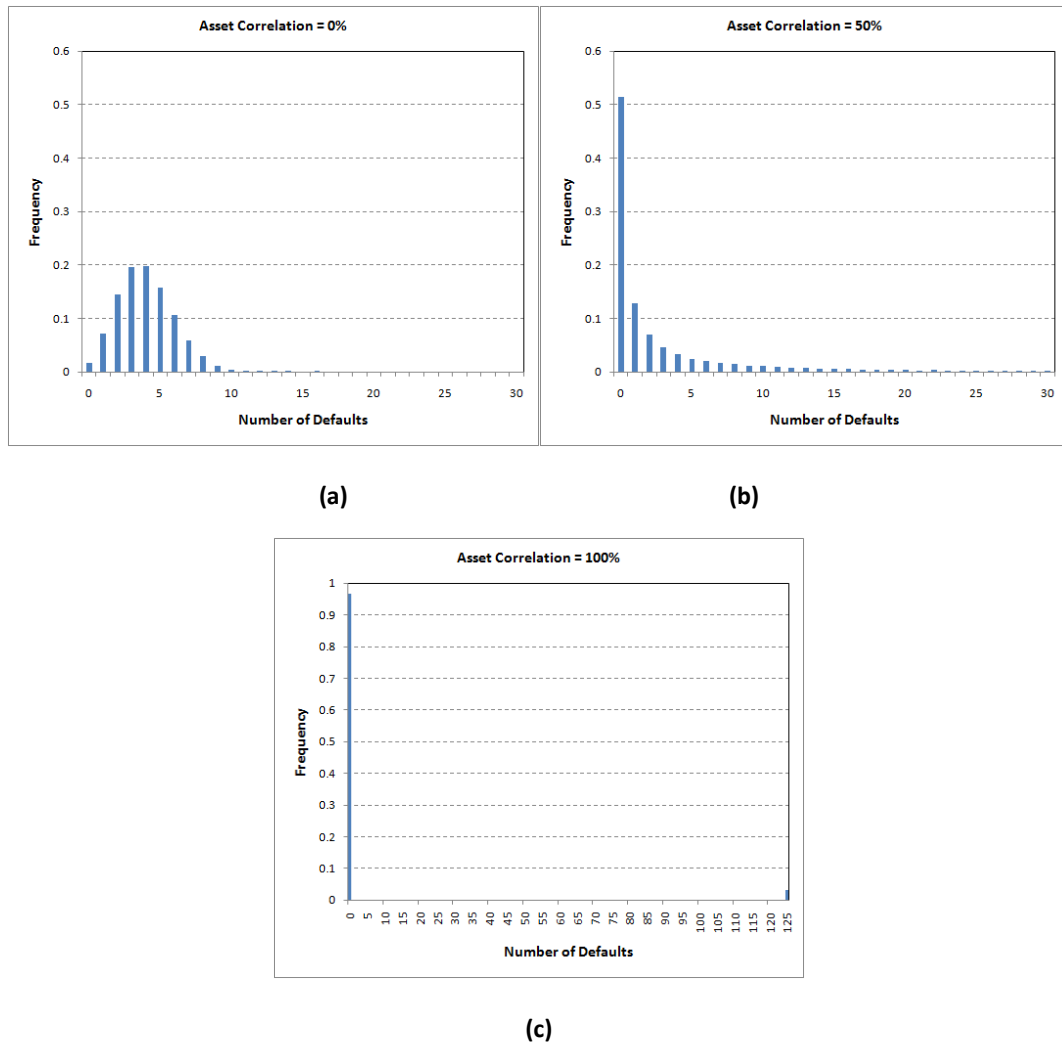 Asset Correlation = 0%
0.6
0.5
0.4
0.3
0.2
0.1
0
Frequency
0 5 10 15 20 25 30
Number of Defaults
(a)
Asset Correlation = 50%
0.6
0.5
0.4
0.3
0.2
0.1
0
Frequency
0 5 10 15 20 25 30
Number of Defaults
(b)
Asset Correlation = 100%
1
0.9
0.8
0.7
0.6
0.5
0.4
0.3
0.2
0.1
0
Frequency
0 5 10 15 20 25 30 35 40 45 50 55 60 65 70 75 80 85 90 95 100 105 110 115 120 125
Number of Defaults
(c)